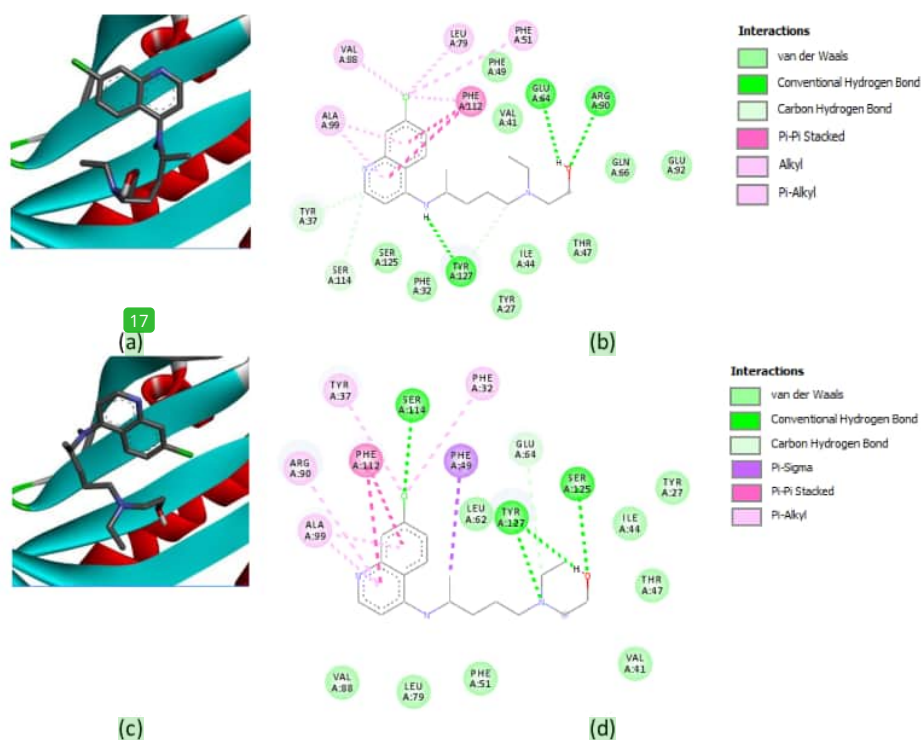 Interactions
van der Waals
Conventional Hydrogen Bond
Carbon Hydrogen Bond
Pi-Pi Stacked
Alkyl
Pi-Alkyl
VAL
A:88
LEU
A:79
PHE
A:51
PHE
A:49
GLU
A:64
ARG
A:90
PHE
A:112
VAL
A:41
ALA
A:99
GLN
A:66
GLU
A:92
H
N
H
TYR
A:37
SER
A:114
SER
A:125
PHE
A:32
TYR
A:127
ILE
A:44
THR
A:47
TYR
A:27
17
(a)
(b)
Interactions
van der Waals
Conventional Hydrogen Bond
Carbon Hydrogen Bond
Pi-Sigma
Pi-Pi Stacked
Pi-Alkyl
TYR
A:37
SER
A:114
PHE
A:32
ARG
A:90
PHE
A:112
PHE
A:49
GLU
A:64
SER
A:125
TYR
A:27
ALA
A:99
LEU
A:62
TYR
A:127
ILE
A:44
H
THR
A:47
N
VAL
A:88
LEU
A:79
PHE
A:51
VAL
A:41
(c)
(d)